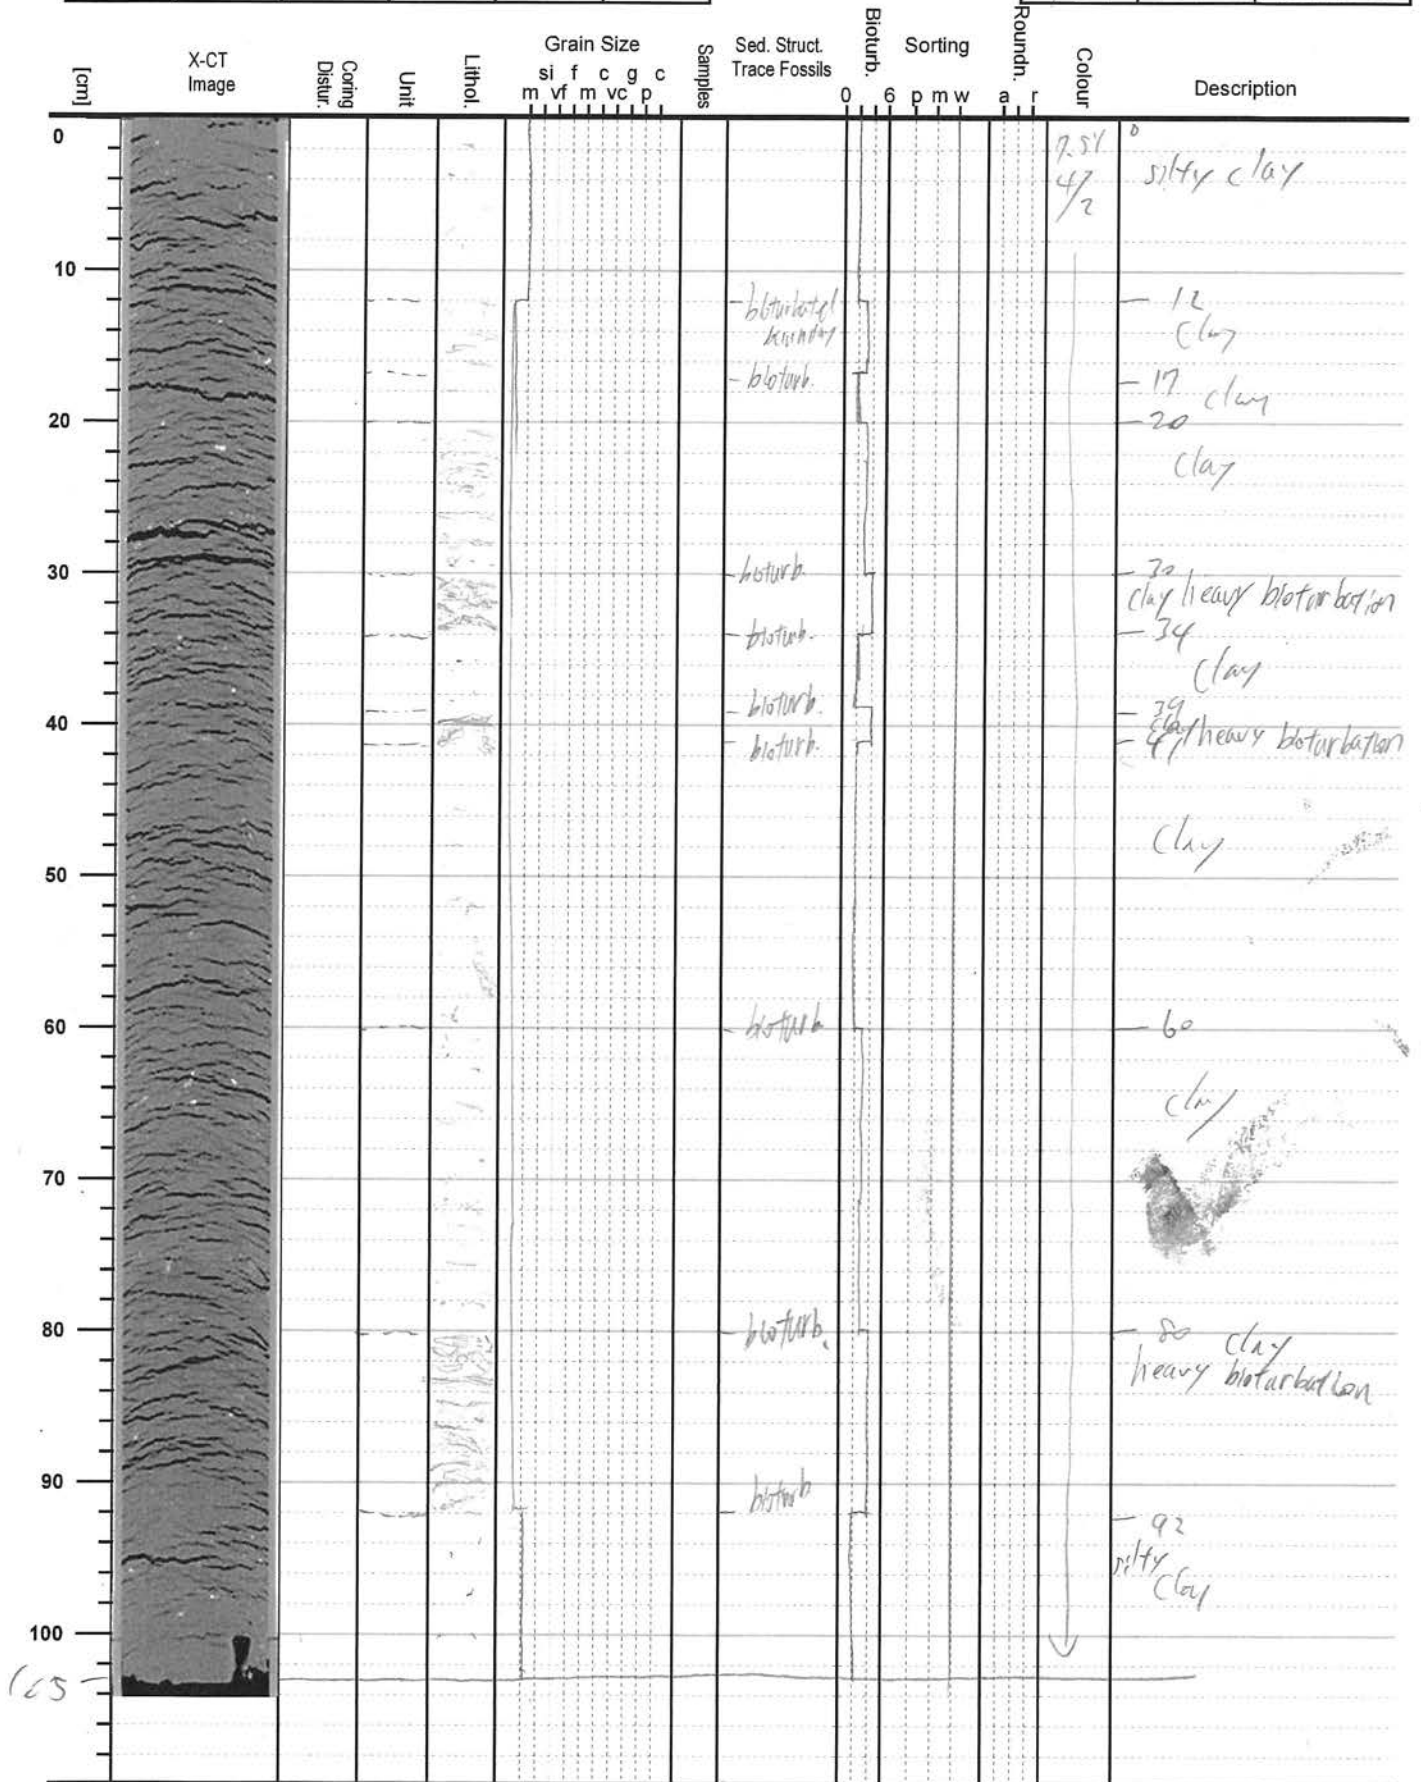 [cm]
X-CT
Image
Coring
Distur.
Unit
Lithol.
Grain Size
si f c g c
m vf m vc p
Samples
Sed. Struct.
Trace Fossils
Bioturb.
0 6
Sorting
p m w
Roundn.
a r
Colour
Description
0
7.5Y
4/2
0
silty clay
10
bioturbated
boundary
12
clay
bioturb.
17
clay
20
20
clay
30
bioturb.
30
clay heavy bioturbation
bioturb.
34
clay
bioturb.
39
40
clay heavy bioturbation
bioturb.
41
clay
50
60
bioturb
60
clay
70
80
bioturb.
80
clay
heavy bioturbation
90
bioturb
92
silty
clay
100